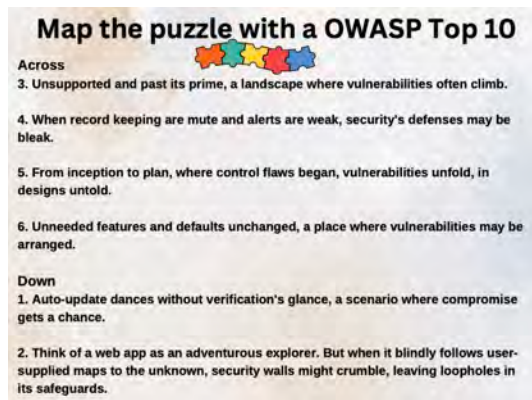 Map the puzzle with a OWASP Top 10
Across
3. Unsupported and past its prime, a landscape where vulnerabilities often climb.
4. When record keeping are mute and alerts are weak, security's defenses may be
bleak.
5. From inception to plan, where control flaws began, vulnerabilities unfold, in
designs untold.
6. Unneeded features and defaults unchanged, a place where vulnerabilities may be
arranged.
Down
1. Auto-update dances without verification's glance, a scenario where compromise
gets a chance.
2. Think of a web app as an adventurous explorer. But when it blindly follows user-
supplied maps to the unknown, security walls might crumble, leaving loopholes in
its safeguards.